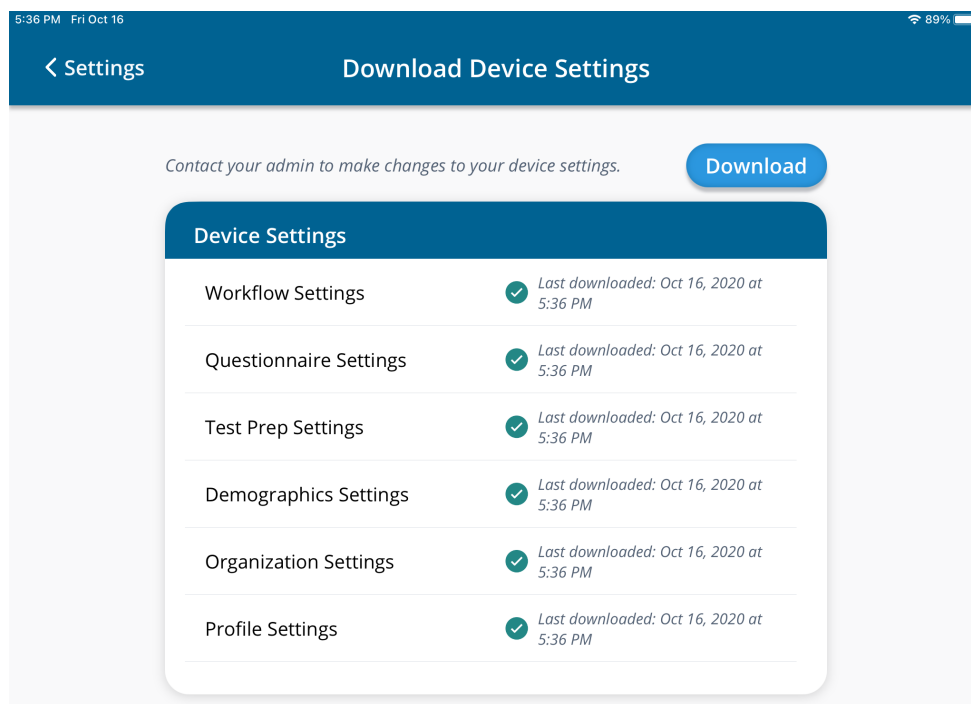 5:36 PM Fri Oct 16 89%
Settings Download Device Settings
Contact your admin to make changes to your device settings. Download
Device Settings
Workflow Settings Last downloaded: Oct 16, 2020 at
5:36 PM
Questionnaire Settings Last downloaded: Oct 16, 2020 at
5:36 PM
Test Prep Settings Last downloaded: Oct 16, 2020 at
5:36 PM
Demographics Settings Last downloaded: Oct 16, 2020 at
5:36 PM
Organization Settings Last downloaded: Oct 16, 2020 at
5:36 PM
Profile Settings Last downloaded: Oct 16, 2020 at
5:36 PM